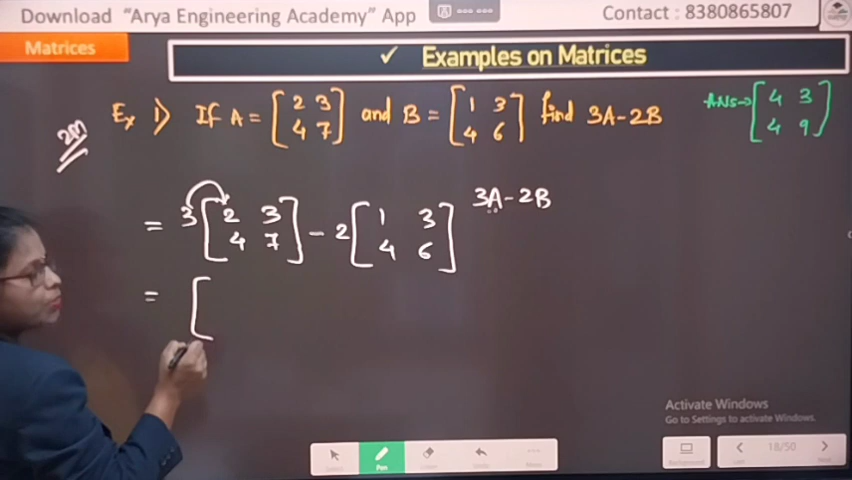 Download “Arya Engineering Academy” App
Contact : 8380865807
Matrices
✓ Examples on Matrices
2M
Ex 1) If A = [2 3
4 7] and B = [1 3
4 6] find 3A-2B
Ans→ [4 3
4 9]
3A-2B
= 3 [2 3
4 7] - 2 [1 3
4 6]
= [
Activate Windows
Go to Settings to activate Windows.
Pen
18/50